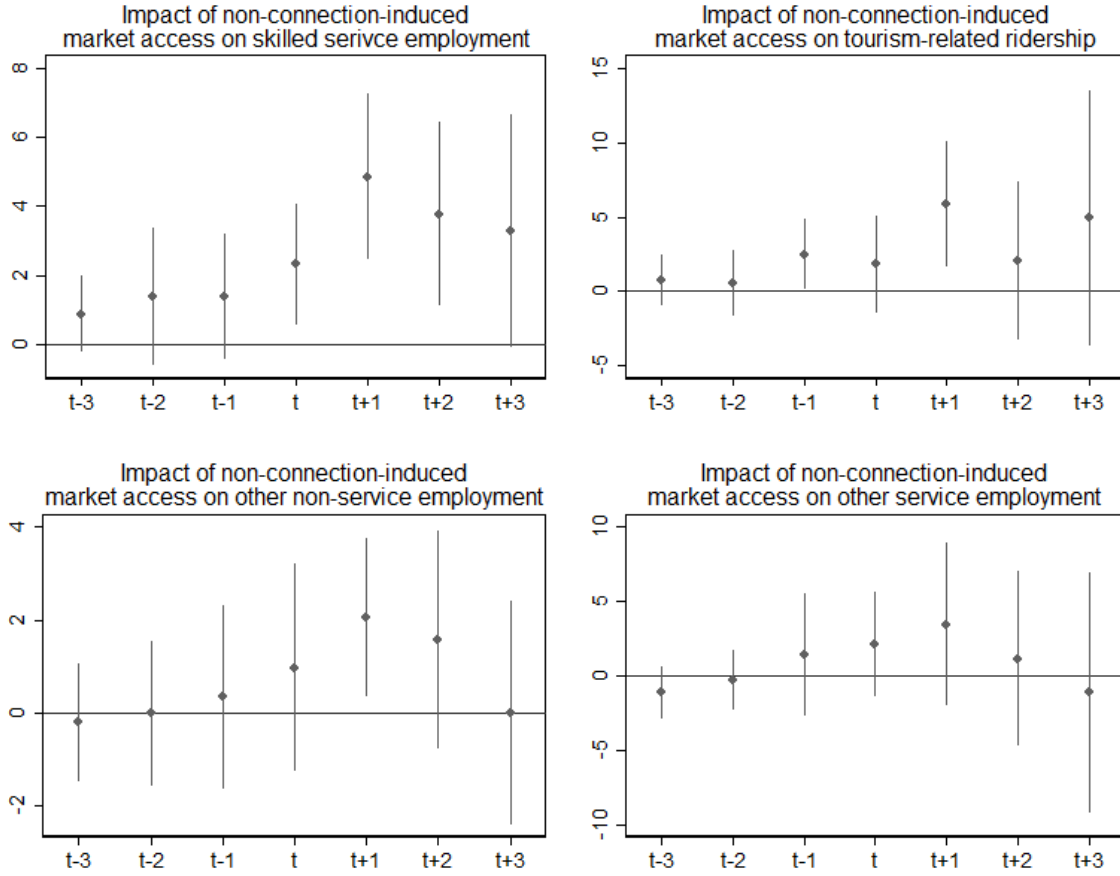 Impact of non-connection-induced
market access on skilled serivce employment
8
6
4
2
0
t-3 t-2 t-1 t t+1 t+2 t+3
Impact of non-connection-induced
market access on tourism-related ridership
15
10
5
0
-5
t-3 t-2 t-1 t t+1 t+2 t+3
Impact of non-connection-induced
market access on other non-service employment
4
2
0
-2
t-3 t-2 t-1 t t+1 t+2 t+3
Impact of non-connection-induced
market access on other service employment
10
5
0
-5
-10
t-3 t-2 t-1 t t+1 t+2 t+3